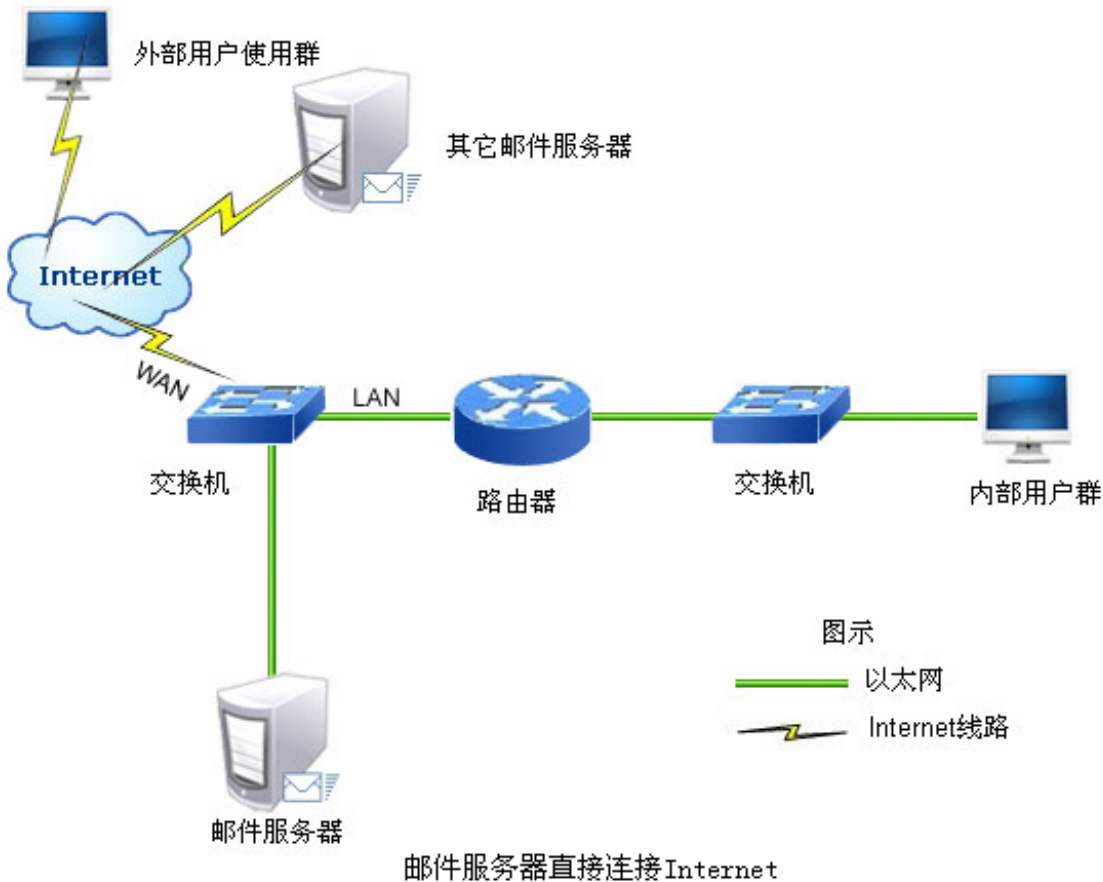 外部用户使用群
其它邮件服务器
Internet
WAN
LAN
交换机
路由器
交换机
内部用户群
图示
以太网
Internet线路
邮件服务器
邮件服务器直接连接Internet